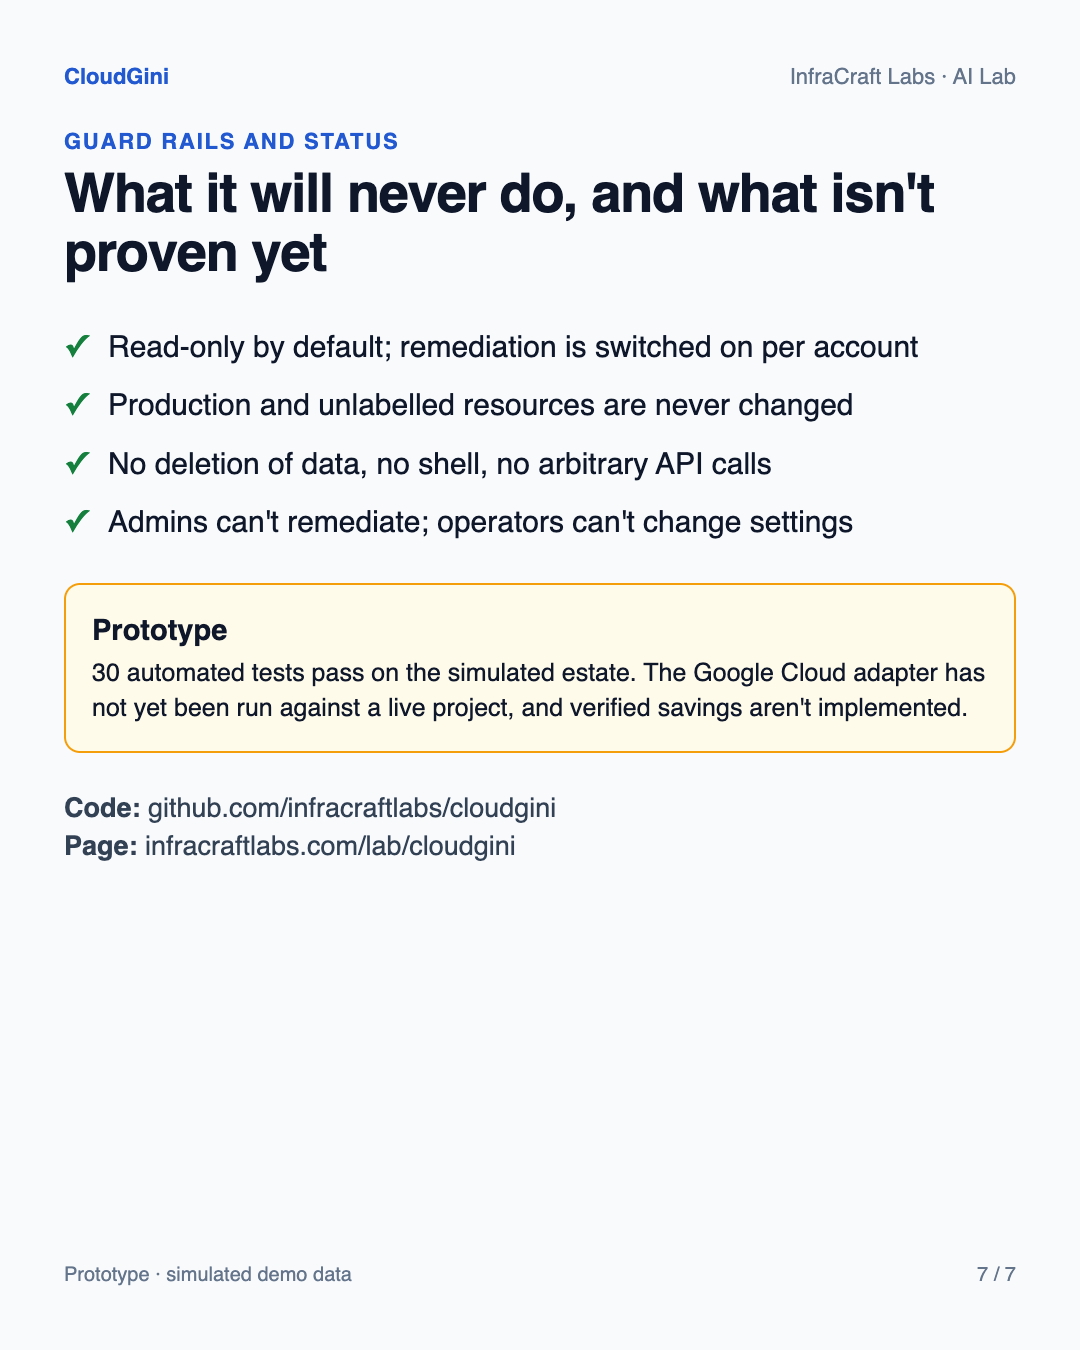 CloudGini
InfraCraft Labs · AI Lab
GUARD RAILS AND STATUS
What it will never do, and what isn't
proven yet
✔ Read-only by default; remediation is switched on per account
✔ Production and unlabelled resources are never changed
✔ No deletion of data, no shell, no arbitrary API calls
✔ Admins can't remediate; operators can't change settings
Prototype
30 automated tests pass on the simulated estate. The Google Cloud adapter has
not yet been run against a live project, and verified savings aren't implemented.
Code: github.com/infracraftlabs/cloudgini
Page: infracraftlabs.com/lab/cloudgini
Prototype · simulated demo data
7 / 7